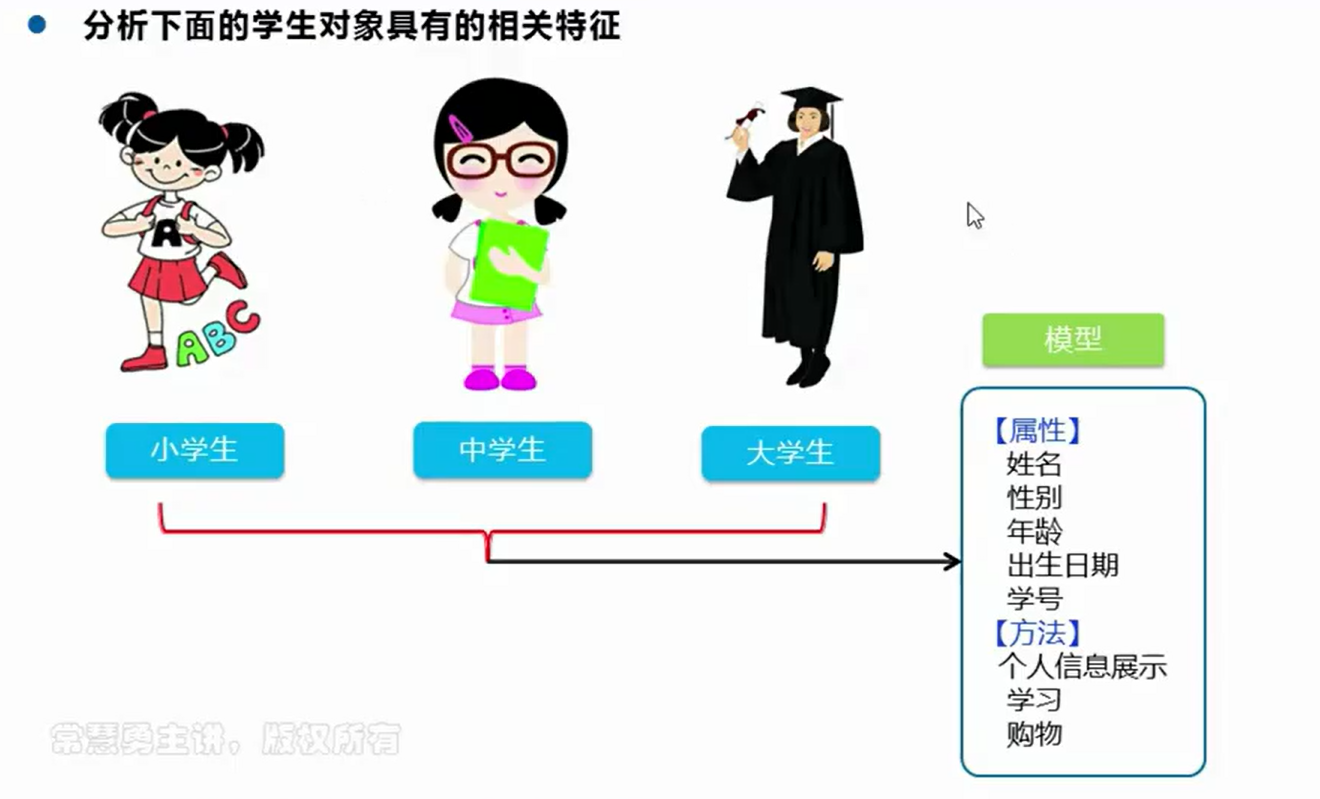 分析下面的学生对象具有的相关特征
A
ABC
小学生
中学生
大学生
模型
【属性】
姓名
性别
年龄
出生日期
学号
【方法】
个人信息展示
学习
购物
常慧勇主讲，版权所有